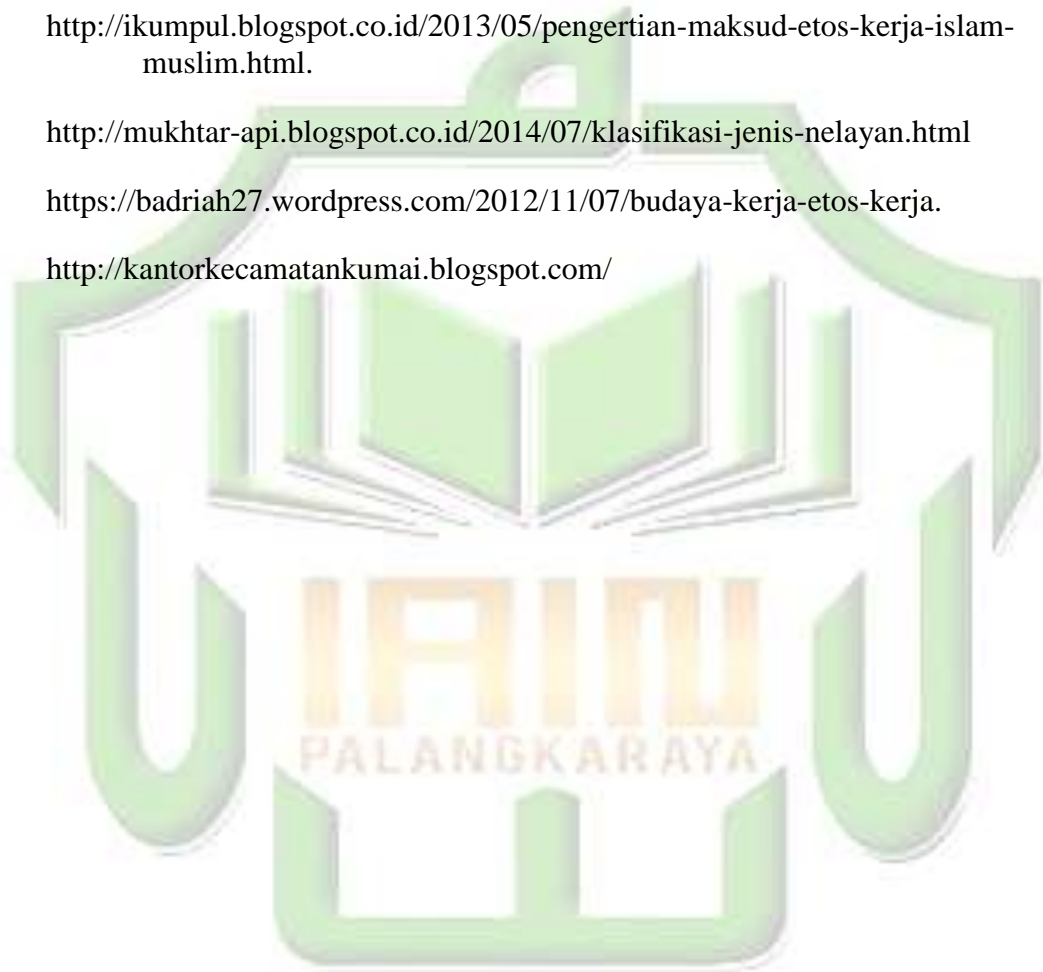 http://ikumpul.blogspot.co.id/2013/05/pengertian-maksud-etos-kerja-islam-
muslim.html.
http://mukhtar-api.blogspot.co.id/2014/07/klasifikasi-jenis-nelayan.html
https://badriah27.wordpress.com/2012/11/07/budaya-kerja-etos-kerja.
http://kantorkecamatankumai.blogspot.com/
IAIN
PALANGKARAYA